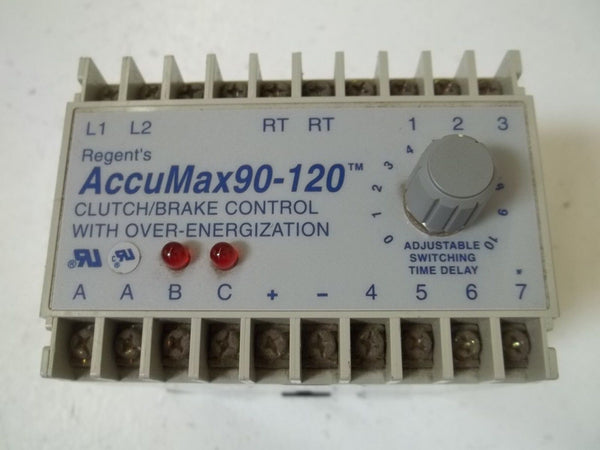 L1 L2 RT RT 1 2 3
Regent's
AccuMax90-120™
CLUTCH/BRAKE CONTROL
WITH OVER-ENERGIZATION
0 1 2 3 4 8 9 10
ADJUSTABLE
SWITCHING
TIME DELAY
A A B C + - 4 5 6 7